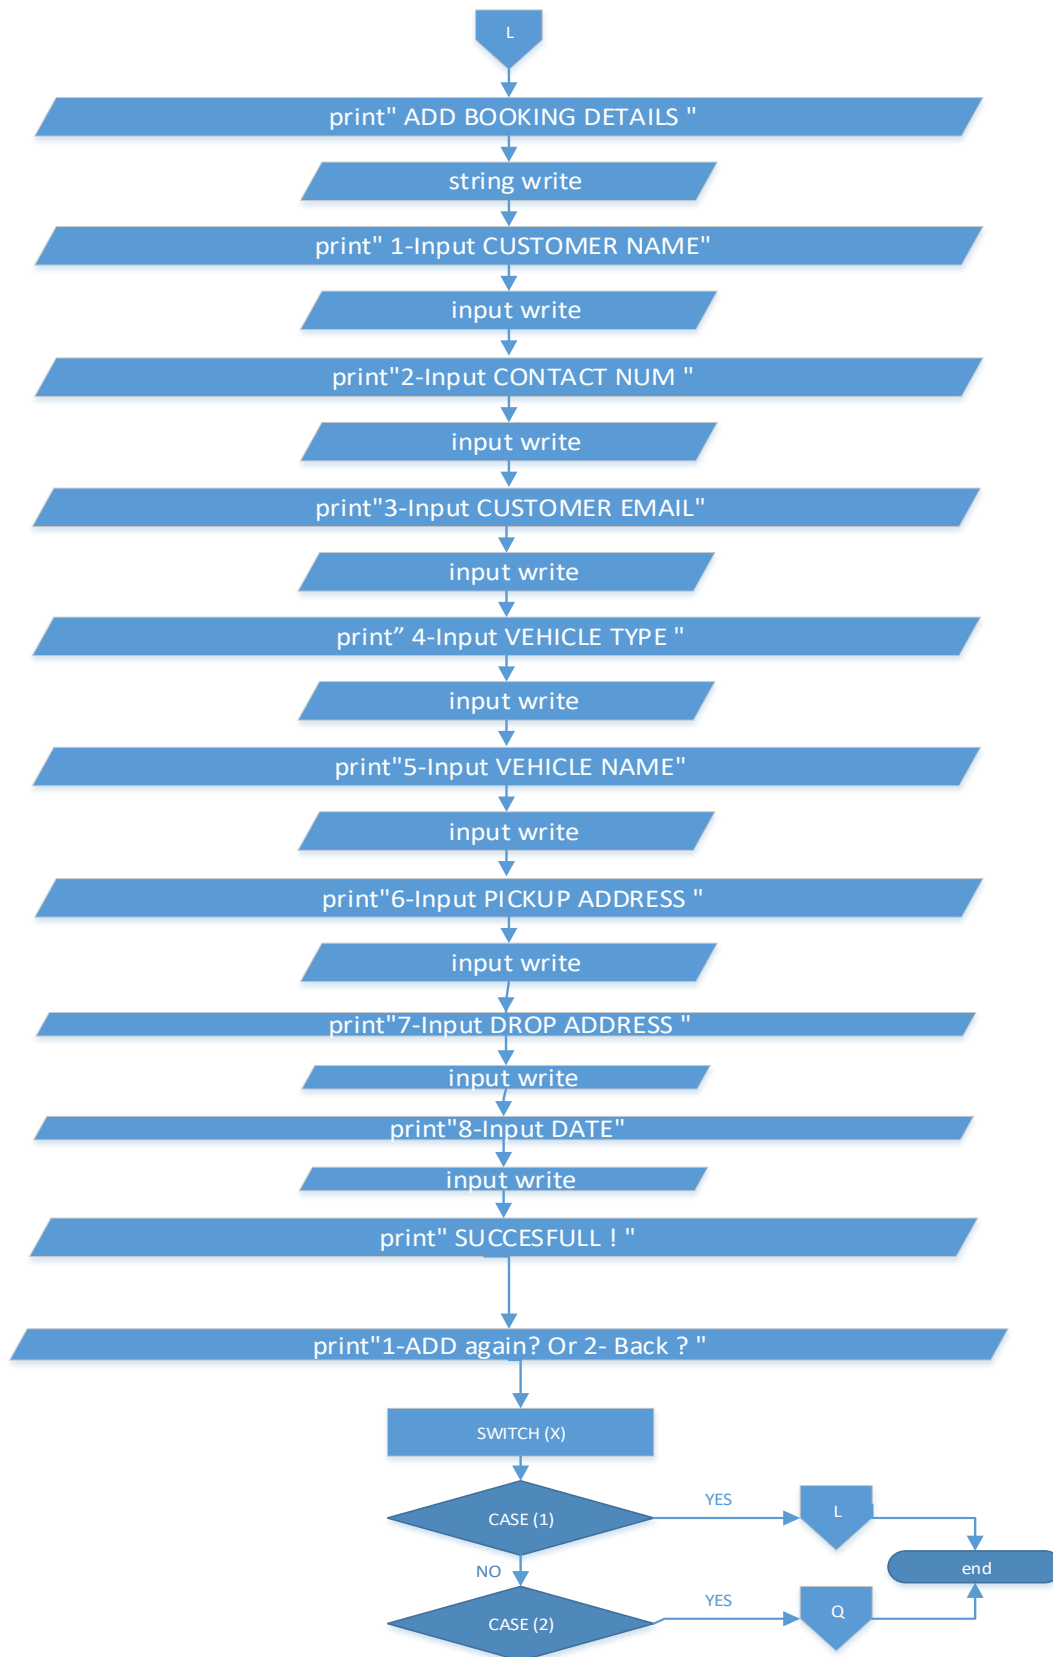 L
print" ADD BOOKING DETAILS "
string write
print" 1-Input CUSTOMER NAME"
input write
print"2-Input CONTACT NUM "
input write
print"3-Input CUSTOMER EMAIL"
input write
print” 4-Input VEHICLE TYPE "
input write
print"5-Input VEHICLE NAME"
input write
print"6-Input PICKUP ADDRESS "
input write
print"7-Input DROP ADDRESS "
input write
print"8-Input DATE"
input write
print" SUCCESFULL ! "
print"1-ADD again? Or 2- Back ? "
SWITCH (X)
CASE (1)
YES
L
end
NO
CASE (2)
YES
Q